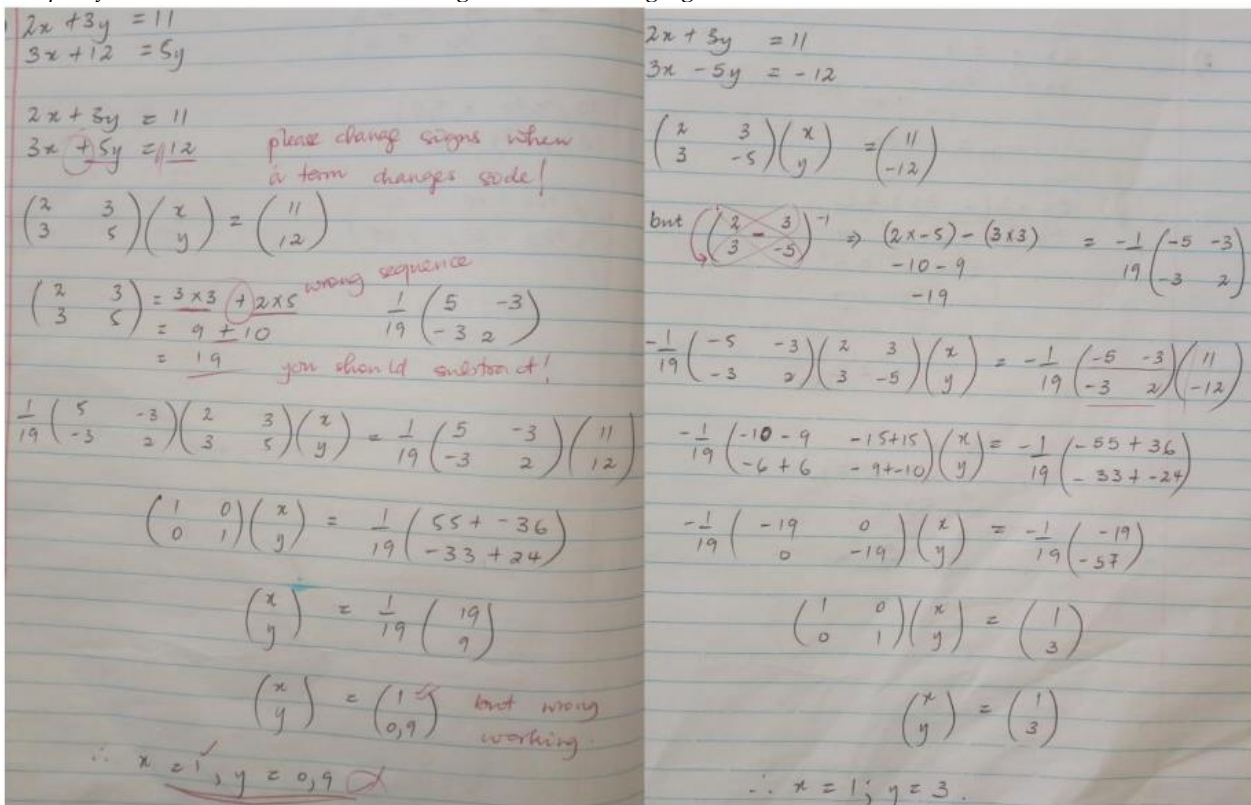 2x + 3y = 11
3x + 12 = 5y
2x + 3y = 11
3x + 5y = 12
please change signs when
a term changes side!
( 2 3 ) ( x ) = ( 11 )
( 3 5 ) ( y ) ( 12 )
wrong sequence
( 2 3 ) = 3 x 3 + 2 x 5 1/19 ( 5 -3 )
( 3 5 ) = 9 + 10 ( -3 2 )
= 19 you should substract!
1/19 ( 5 -3 ) ( 2 3 ) ( x ) = 1/19 ( 5 -3 ) ( 11 )
( -3 2 ) ( 3 5 ) ( y ) ( -3 2 ) ( 12 )
( 1 0 ) ( x ) = 1/19 ( 55 + -36 )
( 0 1 ) ( y ) ( -33 + 24 )
( x ) = 1/19 ( 19 )
( y ) ( 9 )
( x ) = ( 1 ) but wrong
( y ) ( 0,9 ) working.
∴ x = 1, y = 0,9
2x + 3y = 11
3x - 5y = -12
( 2 3 ) ( x ) = ( 11 )
( 3 -5 ) ( y ) ( -12 )
but ( 2 - 3 )⁻¹ ⇒ (2 x -5) - (3 x 3) = -1/19 ( -5 -3 )
( 3 -5 ) -10 - 9 ( -3 2 )
-19
-1/19 ( -5 -3 ) ( 2 3 ) ( x ) = -1/19 ( -5 -3 ) ( 11 )
( -3 2 ) ( 3 -5 ) ( y ) ( -3 2 ) ( -12 )
-1/19 ( -10 - 9 -15+15 ) ( x ) = -1/19 ( -55 + 36 )
( -6 + 6 -9+-10 ) ( y ) ( -33 + -24 )
-1/19 ( -19 0 ) ( x ) = -1/19 ( -19 )
( 0 -19 ) ( y ) ( -57 )
( 1 0 ) ( x ) = ( 1 )
( 0 1 ) ( y ) ( 3 )
( x ) = ( 1 )
( y ) ( 3 )
∴ x = 1; y = 3.